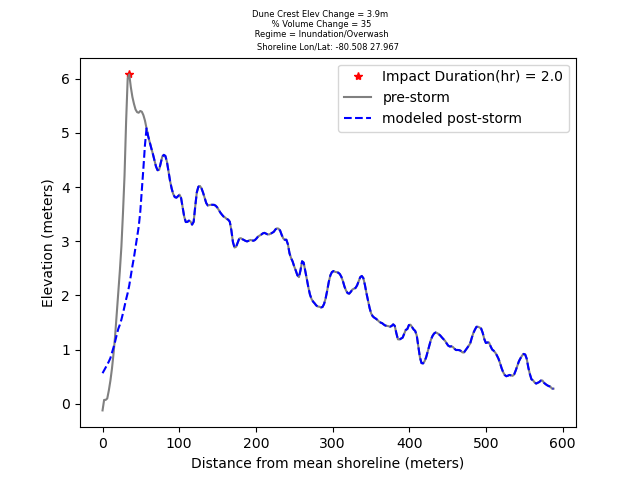 Dune Crest Elev Change = 3.9m
% Volume Change = 35
Regime = Inundation/Overwash
Shoreline Lon/Lat: -80.508 27.967
Impact Duration(hr) = 2.0
pre-storm
modeled post-storm
Elevation (meters)
6
5
4
3
2
1
0
0 100 200 300 400 500 600
Distance from mean shoreline (meters)